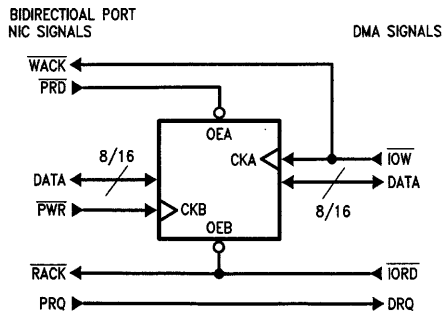 BIDIRECTIOAL PORT
NIC SIGNALS
DMA SIGNALS
WACK
PRD
OEA
8/16
CKA
IOW
DATA
DATA
PWR
CKB
8/16
OEB
RACK
IORD
PRQ
DRQ